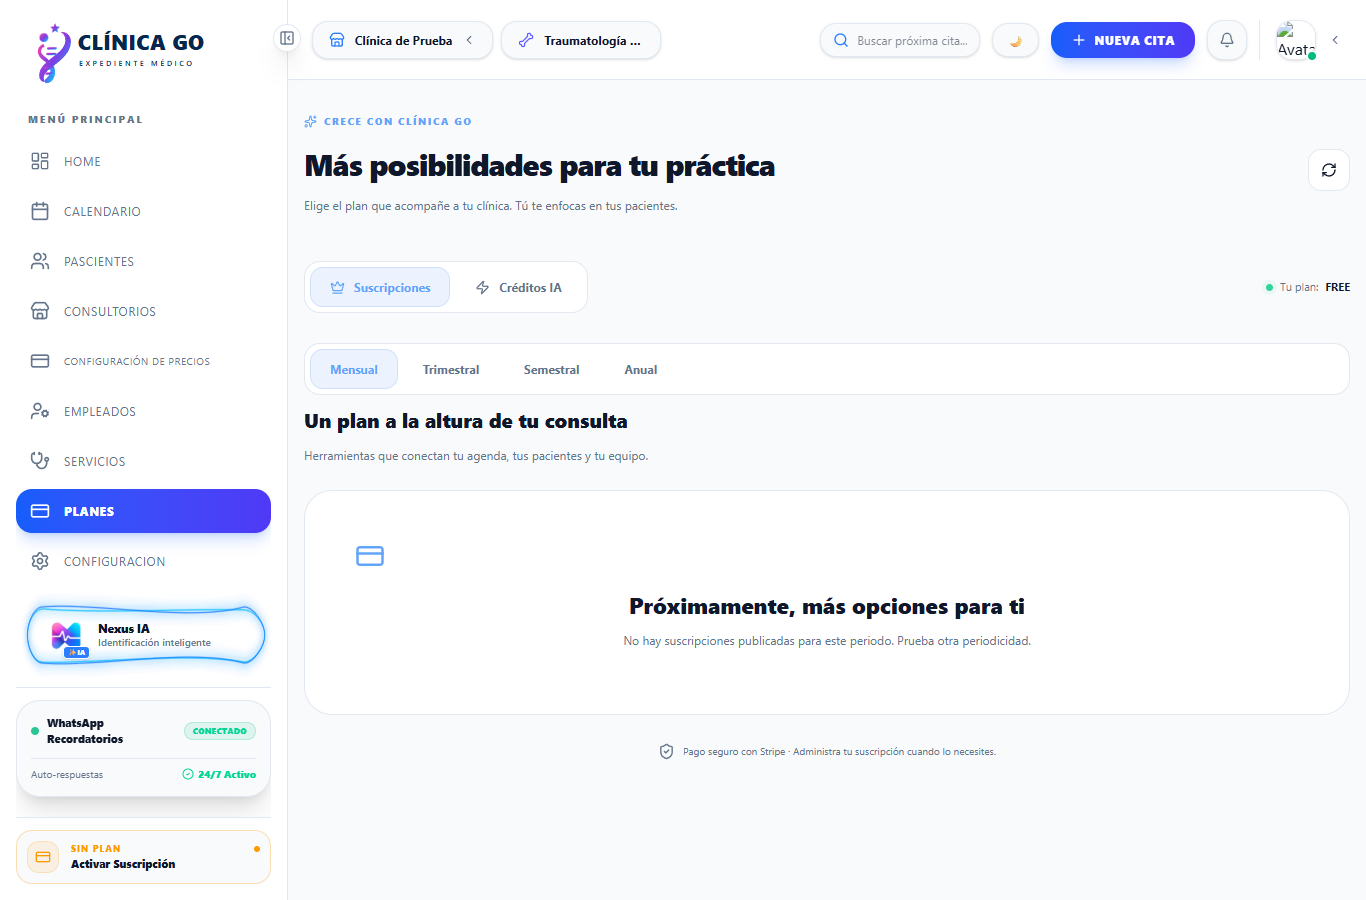 CLÍNICA GO
EXPEDIENTE MÉDICO
MENÚ PRINCIPAL
HOME
CALENDARIO
PASCIENTES
CONSULTORIOS
CONFIGURACIÓN DE PRECIOS
EMPLEADOS
SERVICIOS
PLANES
CONFIGURACION
Nexus IA
Identificación inteligente
IA
WhatsApp
Recordatorios
CONECTADO
Auto-respuestas
24/7 Activo
SIN PLAN
Activar Suscripción
Clínica de Prueba
Traumatología ...
Buscar próxima cita...
NUEVA CITA
Avata
CRECE CON CLÍNICA GO
Más posibilidades para tu práctica
Elige el plan que acompañe a tu clínica. Tú te enfocas en tus pacientes.
Suscripciones
Créditos IA
Tu plan: FREE
Mensual
Trimestral
Semestral
Anual
Un plan a la altura de tu consulta
Herramientas que conectan tu agenda, tus pacientes y tu equipo.
Próximamente, más opciones para ti
No hay suscripciones publicadas para este periodo. Prueba otra periodicidad.
Pago seguro con Stripe · Administra tu suscripción cuando lo necesites.